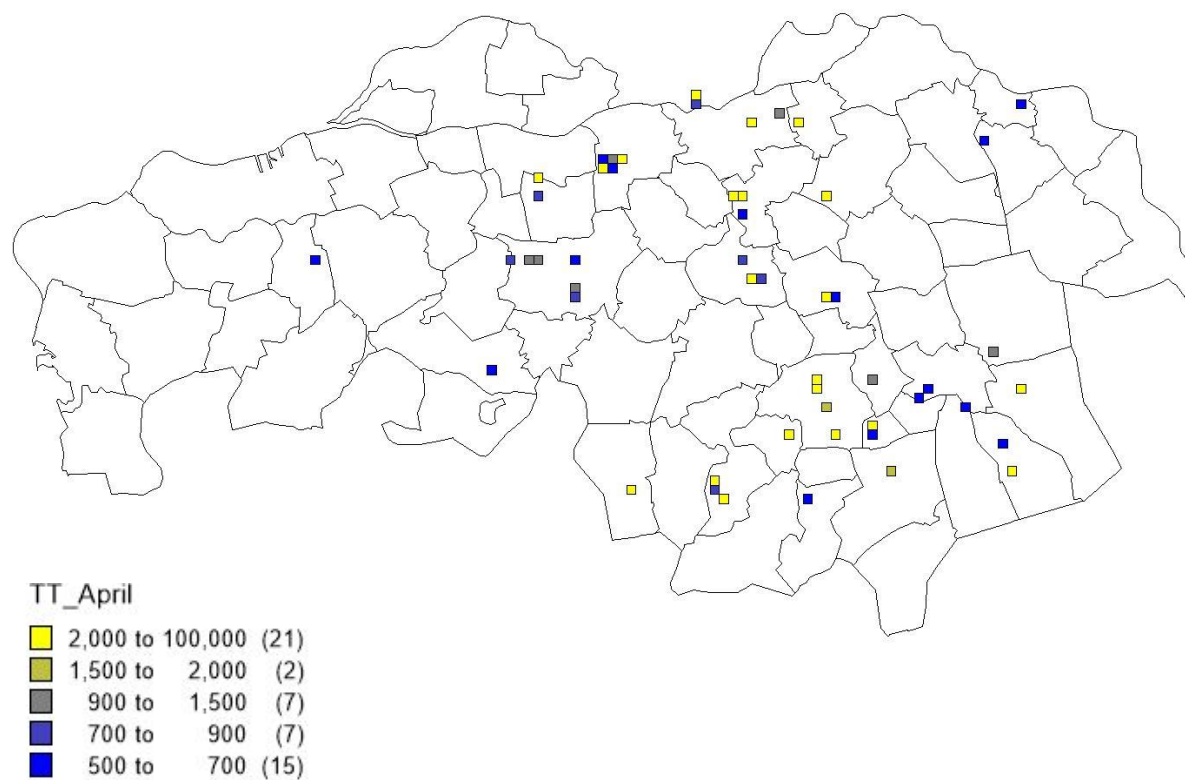 TT_April
2,000 to 100,000 (21)
1,500 to 2,000 (2)
900 to 1,500 (7)
700 to 900 (7)
500 to 700 (15)